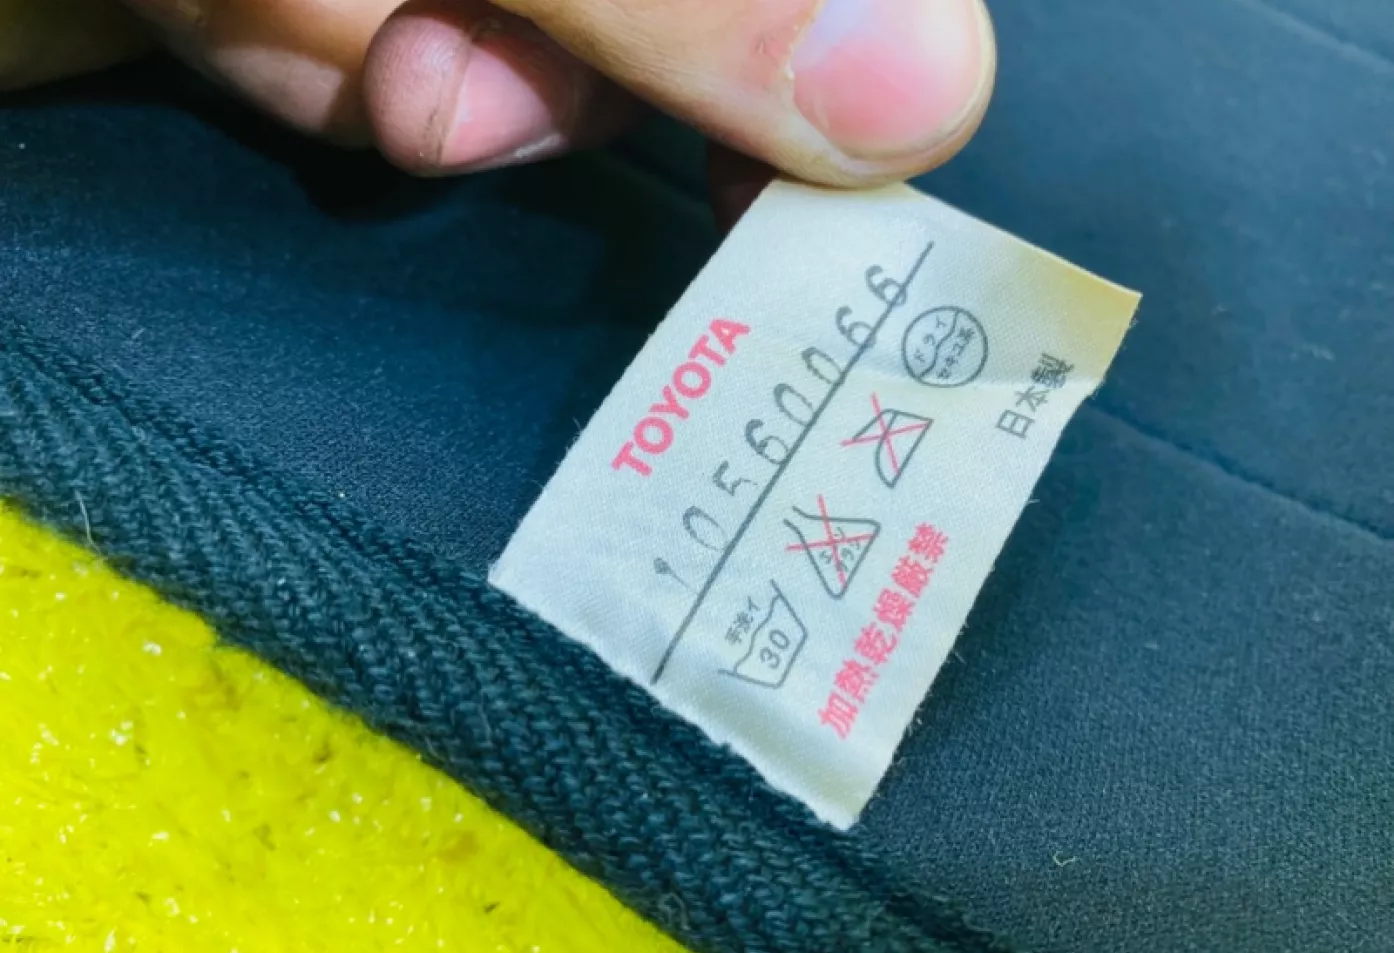 TOYOTA
10560066
手洗イ
30
エンソ
サラシ
ドライ
セキユ系
日本製
加熱乾燥厳禁